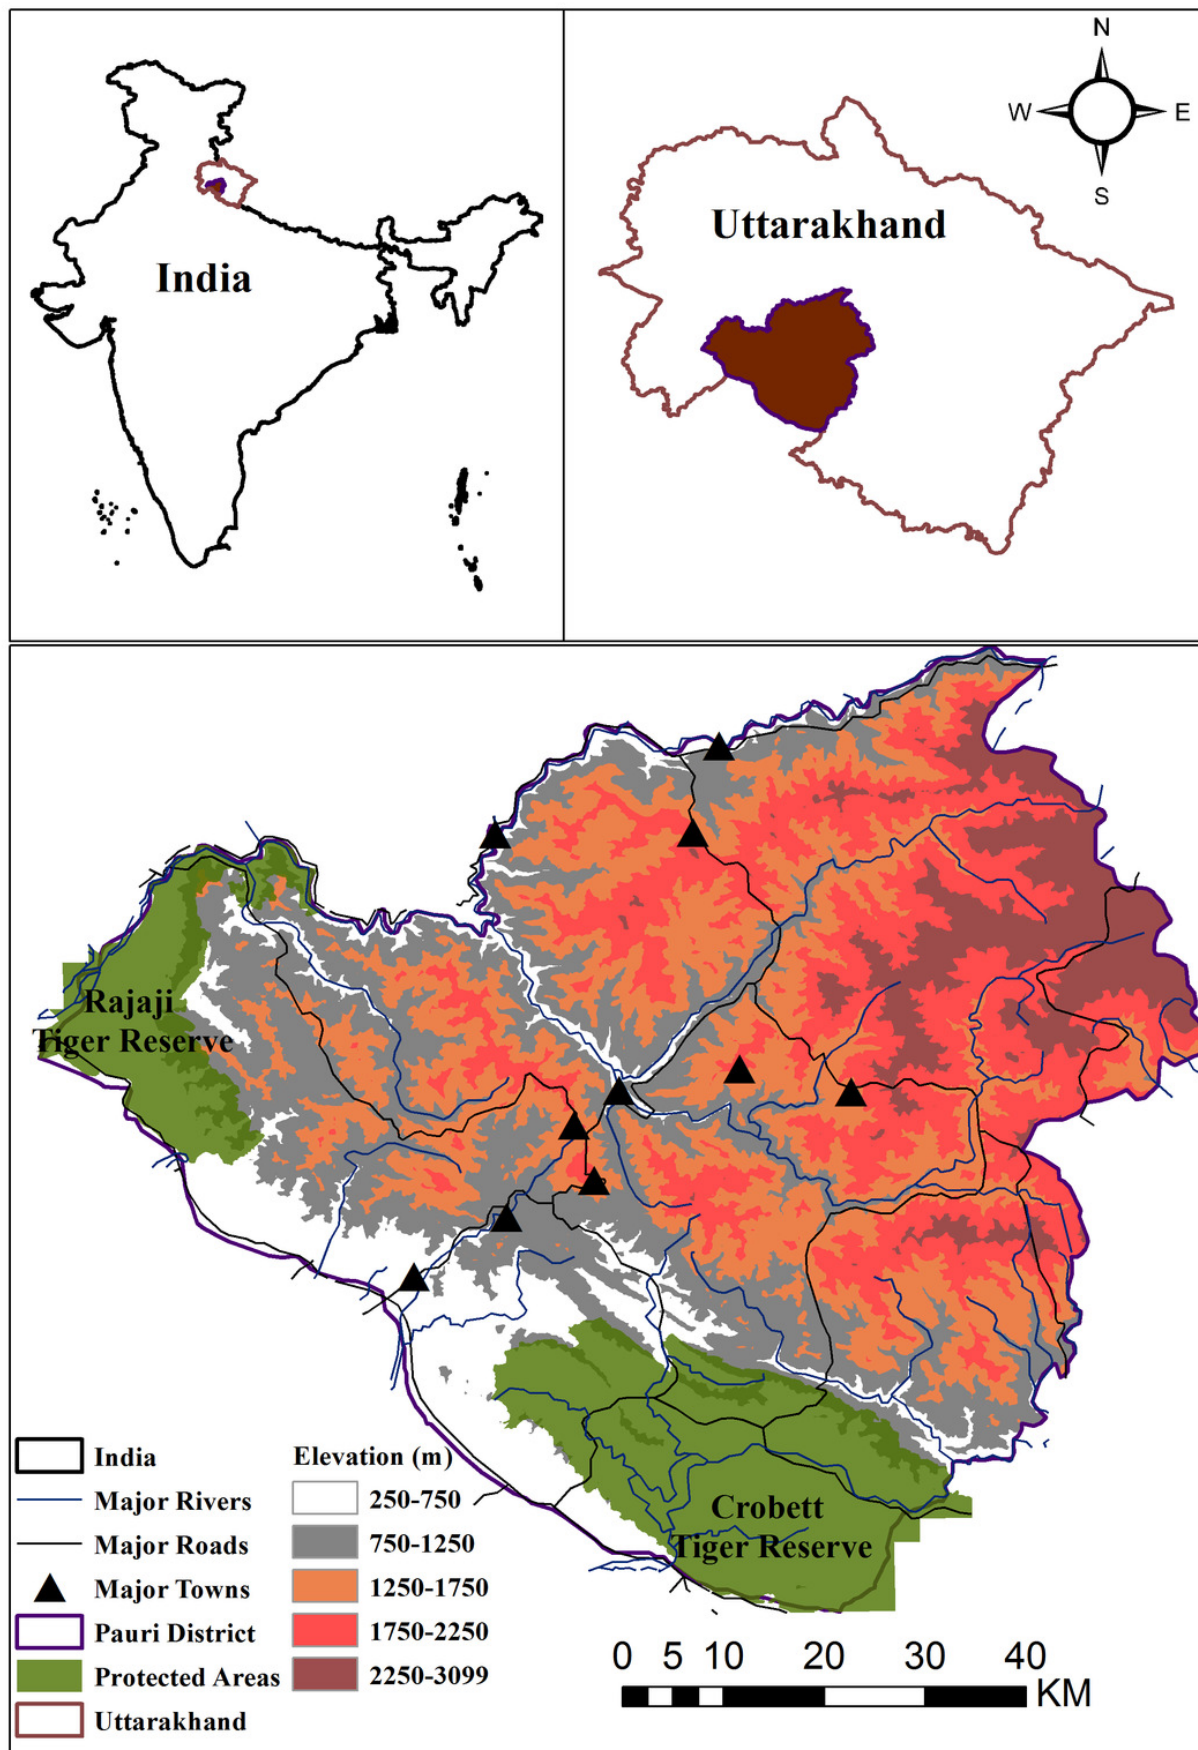 N
W
E
S
India
Uttarakhand
Rajaji
Tiger Reserve
Crobett
Tiger Reserve
India
Major Rivers
Major Roads
Major Towns
Pauri District
Protected Areas
Uttarakhand
Elevation (m)
250-750
750-1250
1250-1750
1750-2250
2250-3099
0 5 10 20 30 40
KM